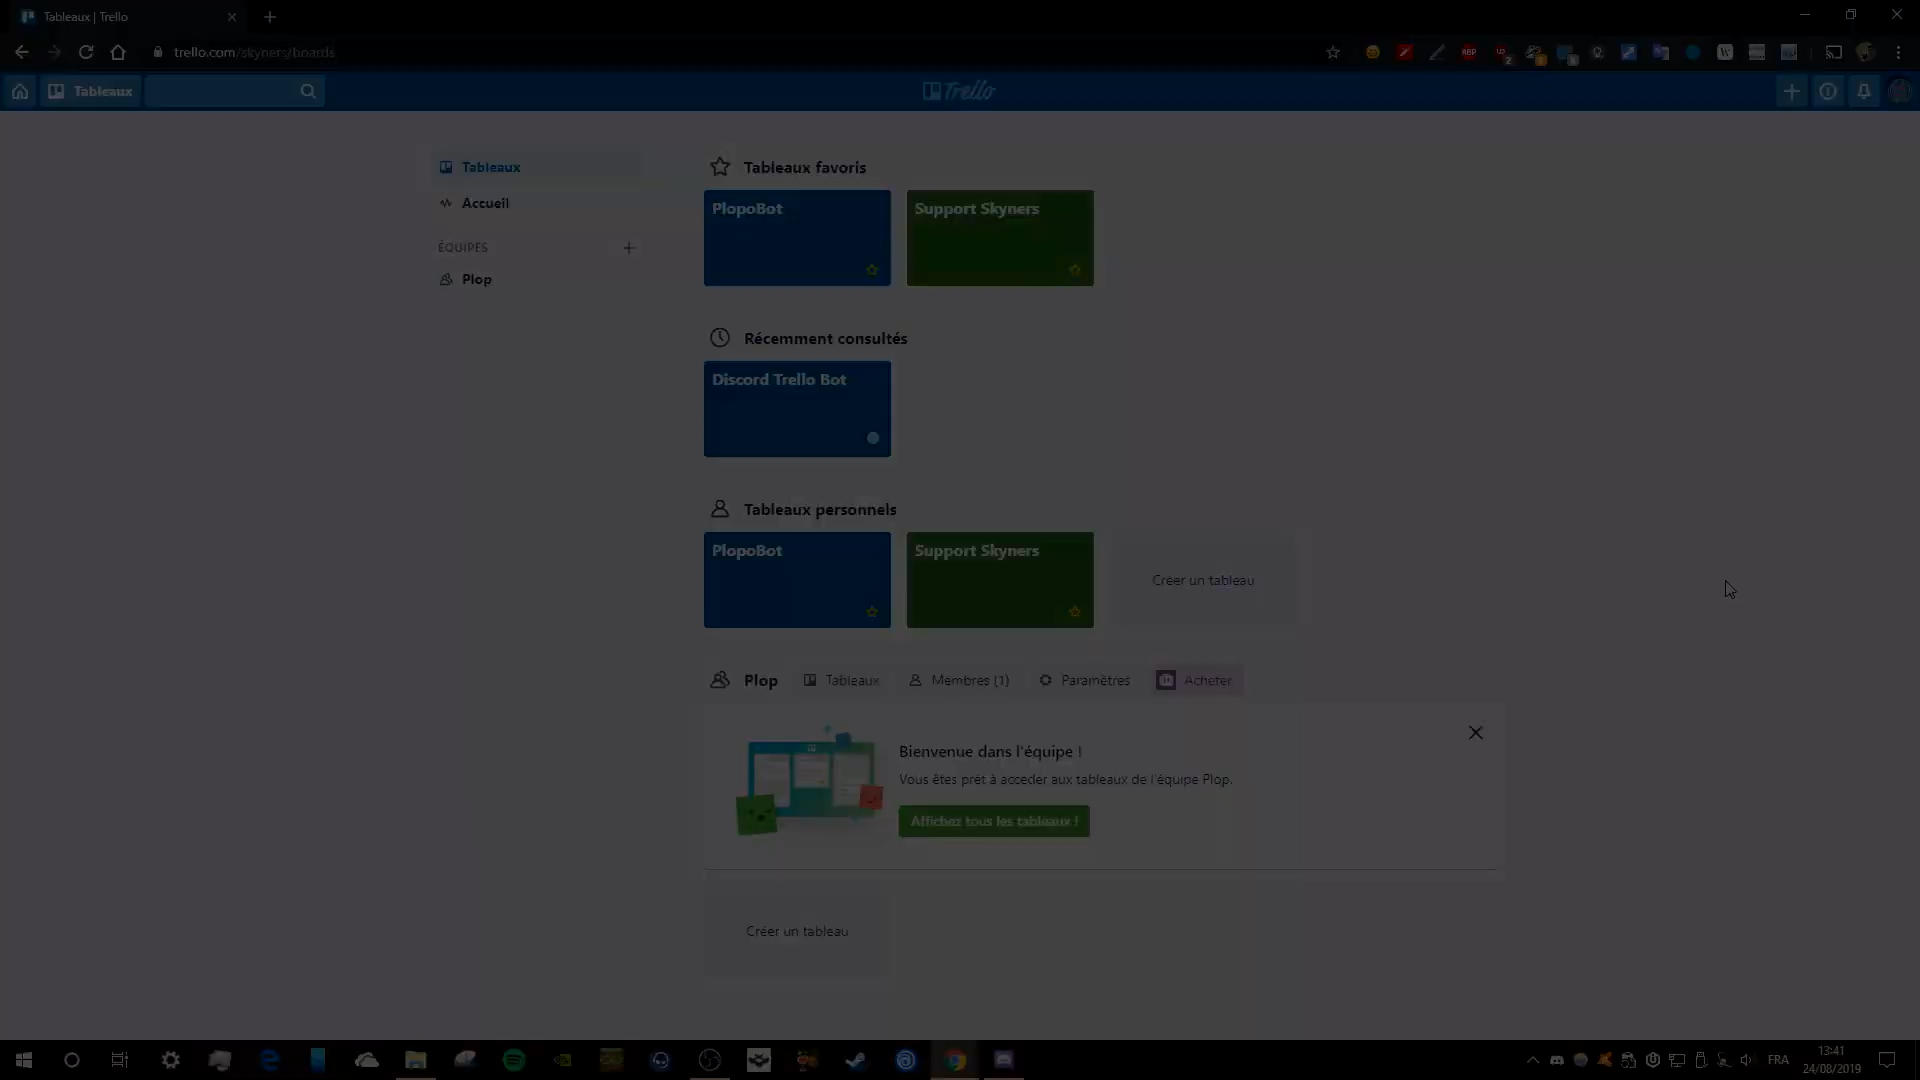 Tableaux | Trello
trello.com/skyners/boards
Tableaux
Trello
Tableaux
Accueil
ÉQUIPES
Plop
Tableaux favoris
PlopoBot
Support Skyners
Récemment consultés
Discord Trello Bot
Tableaux personnels
PlopoBot
Support Skyners
Créer un tableau
Plop
Tableaux
Membres (1)
Paramètres
Acheter
Bienvenue dans l'équipe !
Vous êtes prêt à accéder aux tableaux de l'équipe Plop.
Affichez tous les tableaux !
Créer un tableau
FRA
13:41
24/08/2019